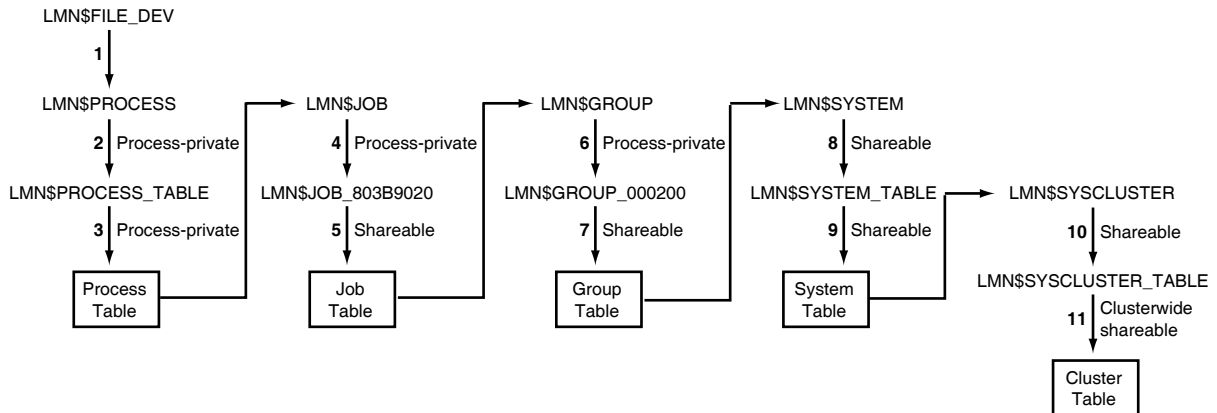 LMN$FILE_DEV
1
LMN$PROCESS
2 Process-private
LMN$PROCESS_TABLE
3 Process-private
Process
Table
LMN$JOB
4 Process-private
LMN$JOB_803B9020
5 Shareable
Job
Table
LMN$GROUP
6 Process-private
LMN$GROUP_000200
7 Shareable
Group
Table
LMN$SYSTEM
8 Shareable
LMN$SYSTEM_TABLE
9 Shareable
System
Table
LMN$SYSCLUSTER
10 Shareable
LMN$SYSCLUSTER_TABLE
11 Clusterwide
shareable
Cluster
Table